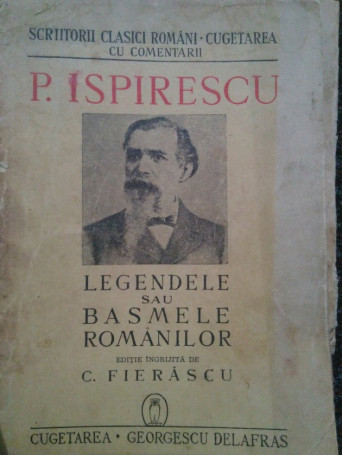 SCRIITORII CLASICI ROMÂNI · CUGETAREA
CU COMENTARII
P. ISPIRESCU
LEGENDELE
SAU
BASMELE
ROMÂNILOR
EDIȚIE ÎNGRIJITĂ DE
C. FIERĂSCU
CUGETAREA · GEORGESCU DELAFRAS